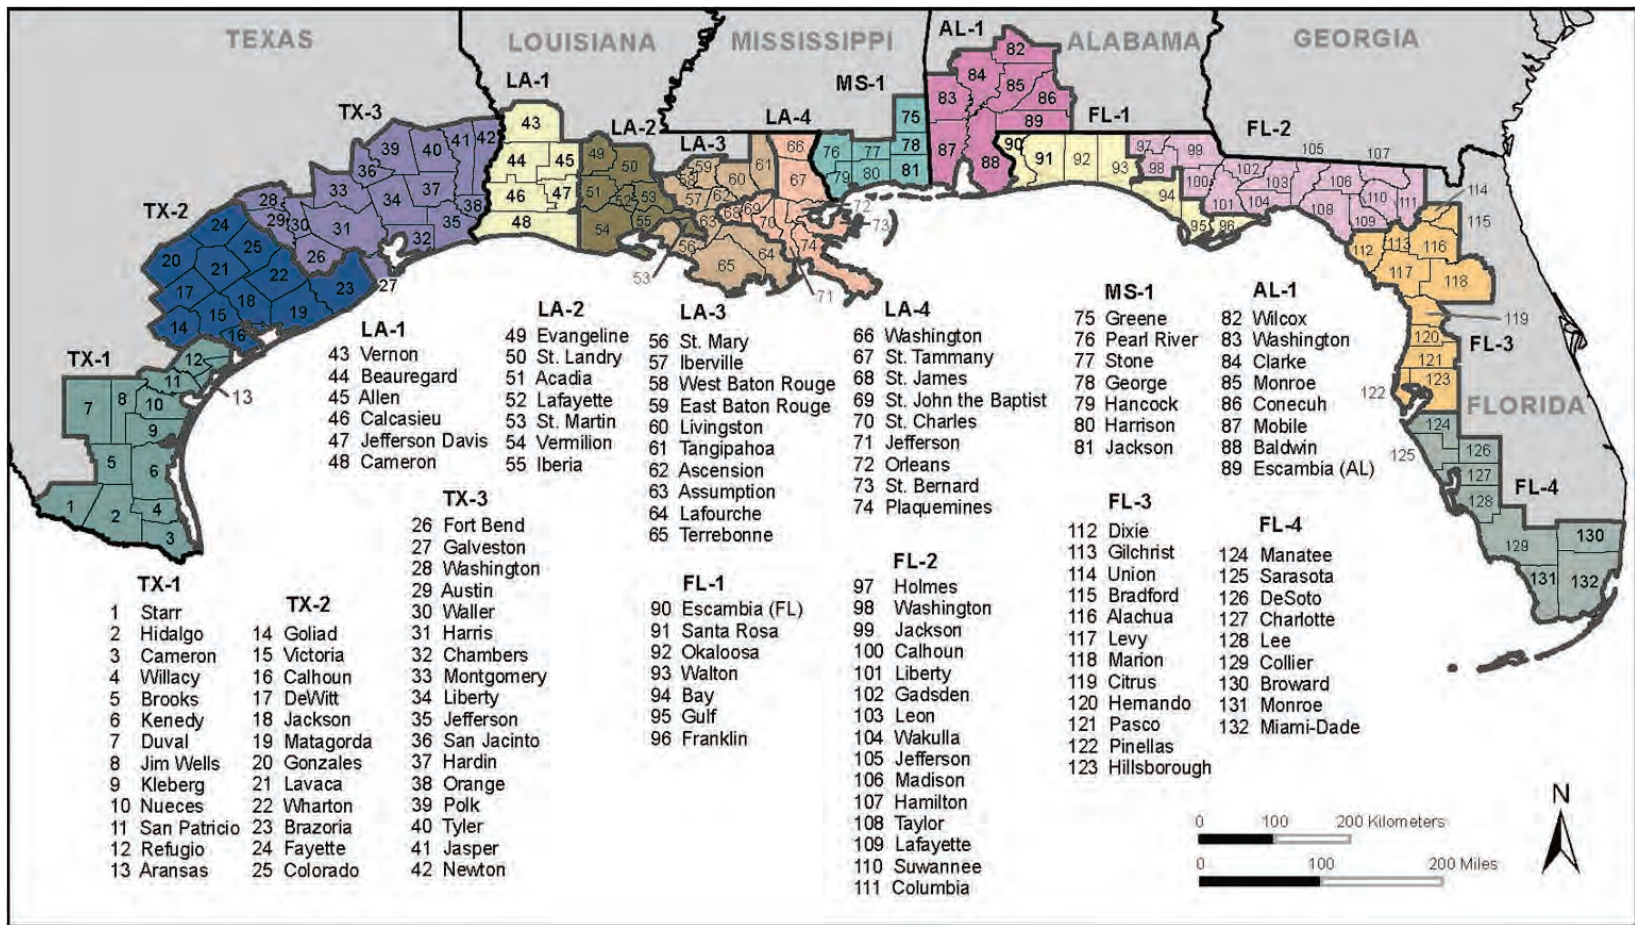 TEXAS
LOUISIANA
MISSISSIPPI
AL-1
ALABAMA
GEORGIA
LA-1
MS-1
TX-3
LA-2
LA-3
LA-4
FL-1
FL-2
TX-2
TX-1
FL-3
FLORIDA
FL-4
LA-1
43 Vernon
44 Beauregard
45 Allen
46 Calcasieu
47 Jefferson Davis
48 Cameron
LA-2
49 Evangeline
50 St. Landry
51 Acadia
52 Lafayette
53 St. Martin
54 Vermilion
55 Iberia
LA-3
56 St. Mary
57 Iberville
58 West Baton Rouge
59 East Baton Rouge
60 Livingston
61 Tangipahoa
62 Ascension
63 Assumption
64 Lafourche
65 Terrebonne
LA-4
66 Washington
67 St. Tammany
68 St. James
69 St. John the Baptist
70 St. Charles
71 Jefferson
72 Orleans
73 St. Bernard
74 Plaquemines
MS-1
75 Greene
76 Pearl River
77 Stone
78 George
79 Hancock
80 Harrison
81 Jackson
AL-1
82 Wilcox
83 Washington
84 Clarke
85 Monroe
86 Conecuh
87 Mobile
88 Baldwin
89 Escambia (AL)
TX-1
1 Starr
2 Hidalgo
3 Cameron
4 Willacy
5 Brooks
6 Kenedy
7 Duval
8 Jim Wells
9 Kleberg
10 Nueces
11 San Patricio
12 Refugio
13 Aransas
TX-2
14 Goliad
15 Victoria
16 Calhoun
17 DeWitt
18 Jackson
19 Matagorda
20 Gonzales
21 Lavaca
22 Wharton
23 Brazoria
24 Fayette
25 Colorado
TX-3
26 Fort Bend
27 Galveston
28 Washington
29 Austin
30 Waller
31 Harris
32 Chambers
33 Montgomery
34 Liberty
35 Jefferson
36 San Jacinto
37 Hardin
38 Orange
39 Polk
40 Tyler
41 Jasper
42 Newton
FL-1
90 Escambia (FL)
91 Santa Rosa
92 Okaloosa
93 Walton
94 Bay
95 Gulf
96 Franklin
FL-2
97 Holmes
98 Washington
99 Jackson
100 Calhoun
101 Liberty
102 Gadsden
103 Leon
104 Wakulla
105 Jefferson
106 Madison
107 Hamilton
108 Taylor
109 Lafayette
110 Suwannee
111 Columbia
FL-3
112 Dixie
113 Gilchrist
114 Union
115 Bradford
116 Alachua
117 Levy
118 Marion
119 Citrus
120 Hernando
121 Pasco
122 Pinellas
123 Hillsborough
FL-4
124 Manatee
125 Sarasota
126 DeSoto
127 Charlotte
128 Lee
129 Collier
130 Broward
131 Monroe
132 Miami-Dade
N
0 100 200 Kilometers
0 100 200 Miles